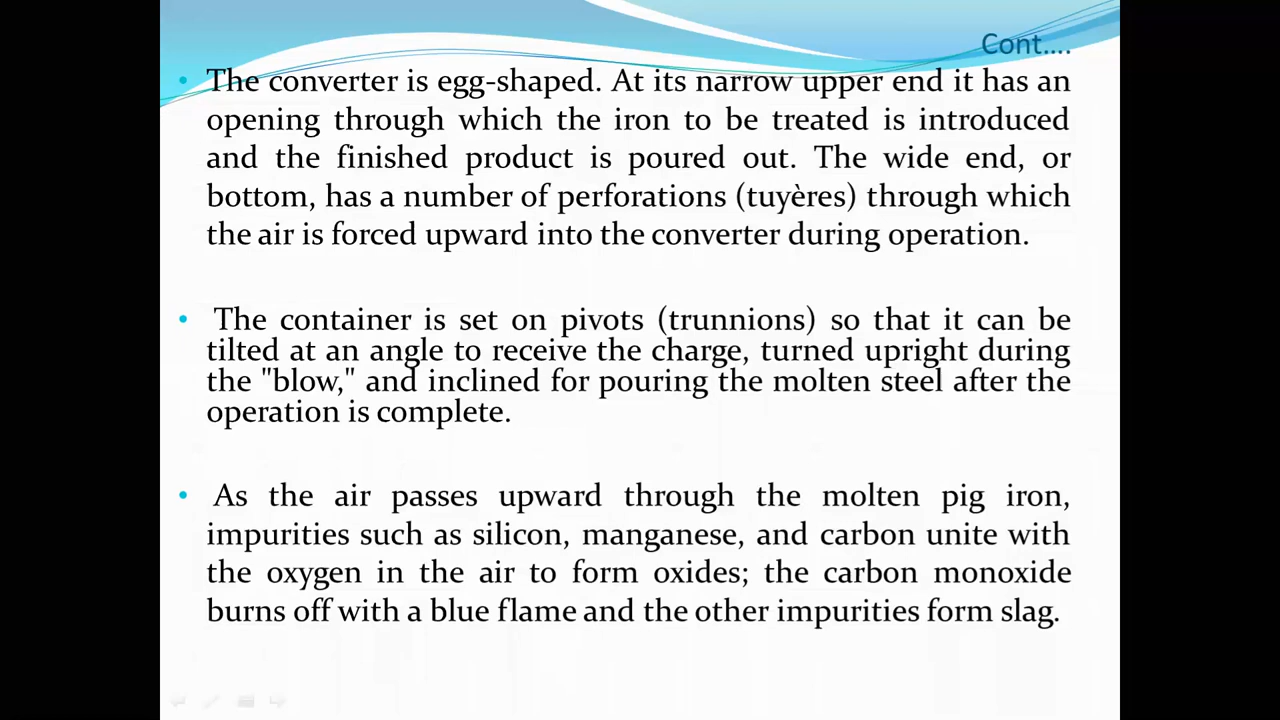 Cont....
• The converter is egg-shaped. At its narrow upper end it has an
opening through which the iron to be treated is introduced
and the finished product is poured out. The wide end, or
bottom, has a number of perforations (tuyères) through which
the air is forced upward into the converter during operation.
• The container is set on pivots (trunnions) so that it can be
tilted at an angle to receive the charge, turned upright during
the "blow," and inclined for pouring the molten steel after the
operation is complete.
• As the air passes upward through the molten pig iron,
impurities such as silicon, manganese, and carbon unite with
the oxygen in the air to form oxides; the carbon monoxide
burns off with a blue flame and the other impurities form slag.